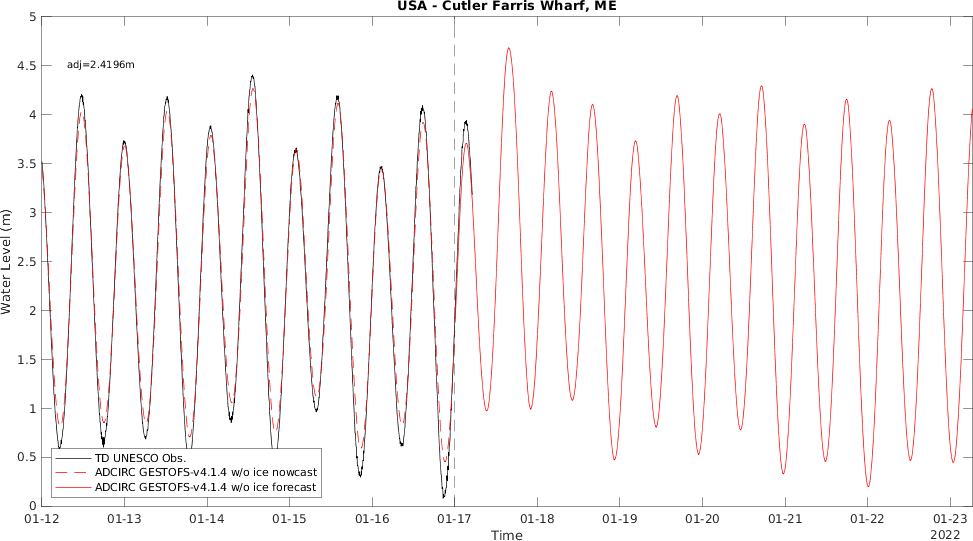 USA - Cutler Farris Wharf, ME
5
4.5
4
3.5
3
2.5
2
1.5
1
0.5
0
Water Level (m)
adj=2.4196m
TD UNESCO Obs.
ADCIRC GESTOFS-v4.1.4 w/o ice nowcast
ADCIRC GESTOFS-v4.1.4 w/o ice forecast
01-12 01-13 01-14 01-15 01-16 01-17 01-18 01-19 01-20 01-21 01-22 01-23
Time
2022